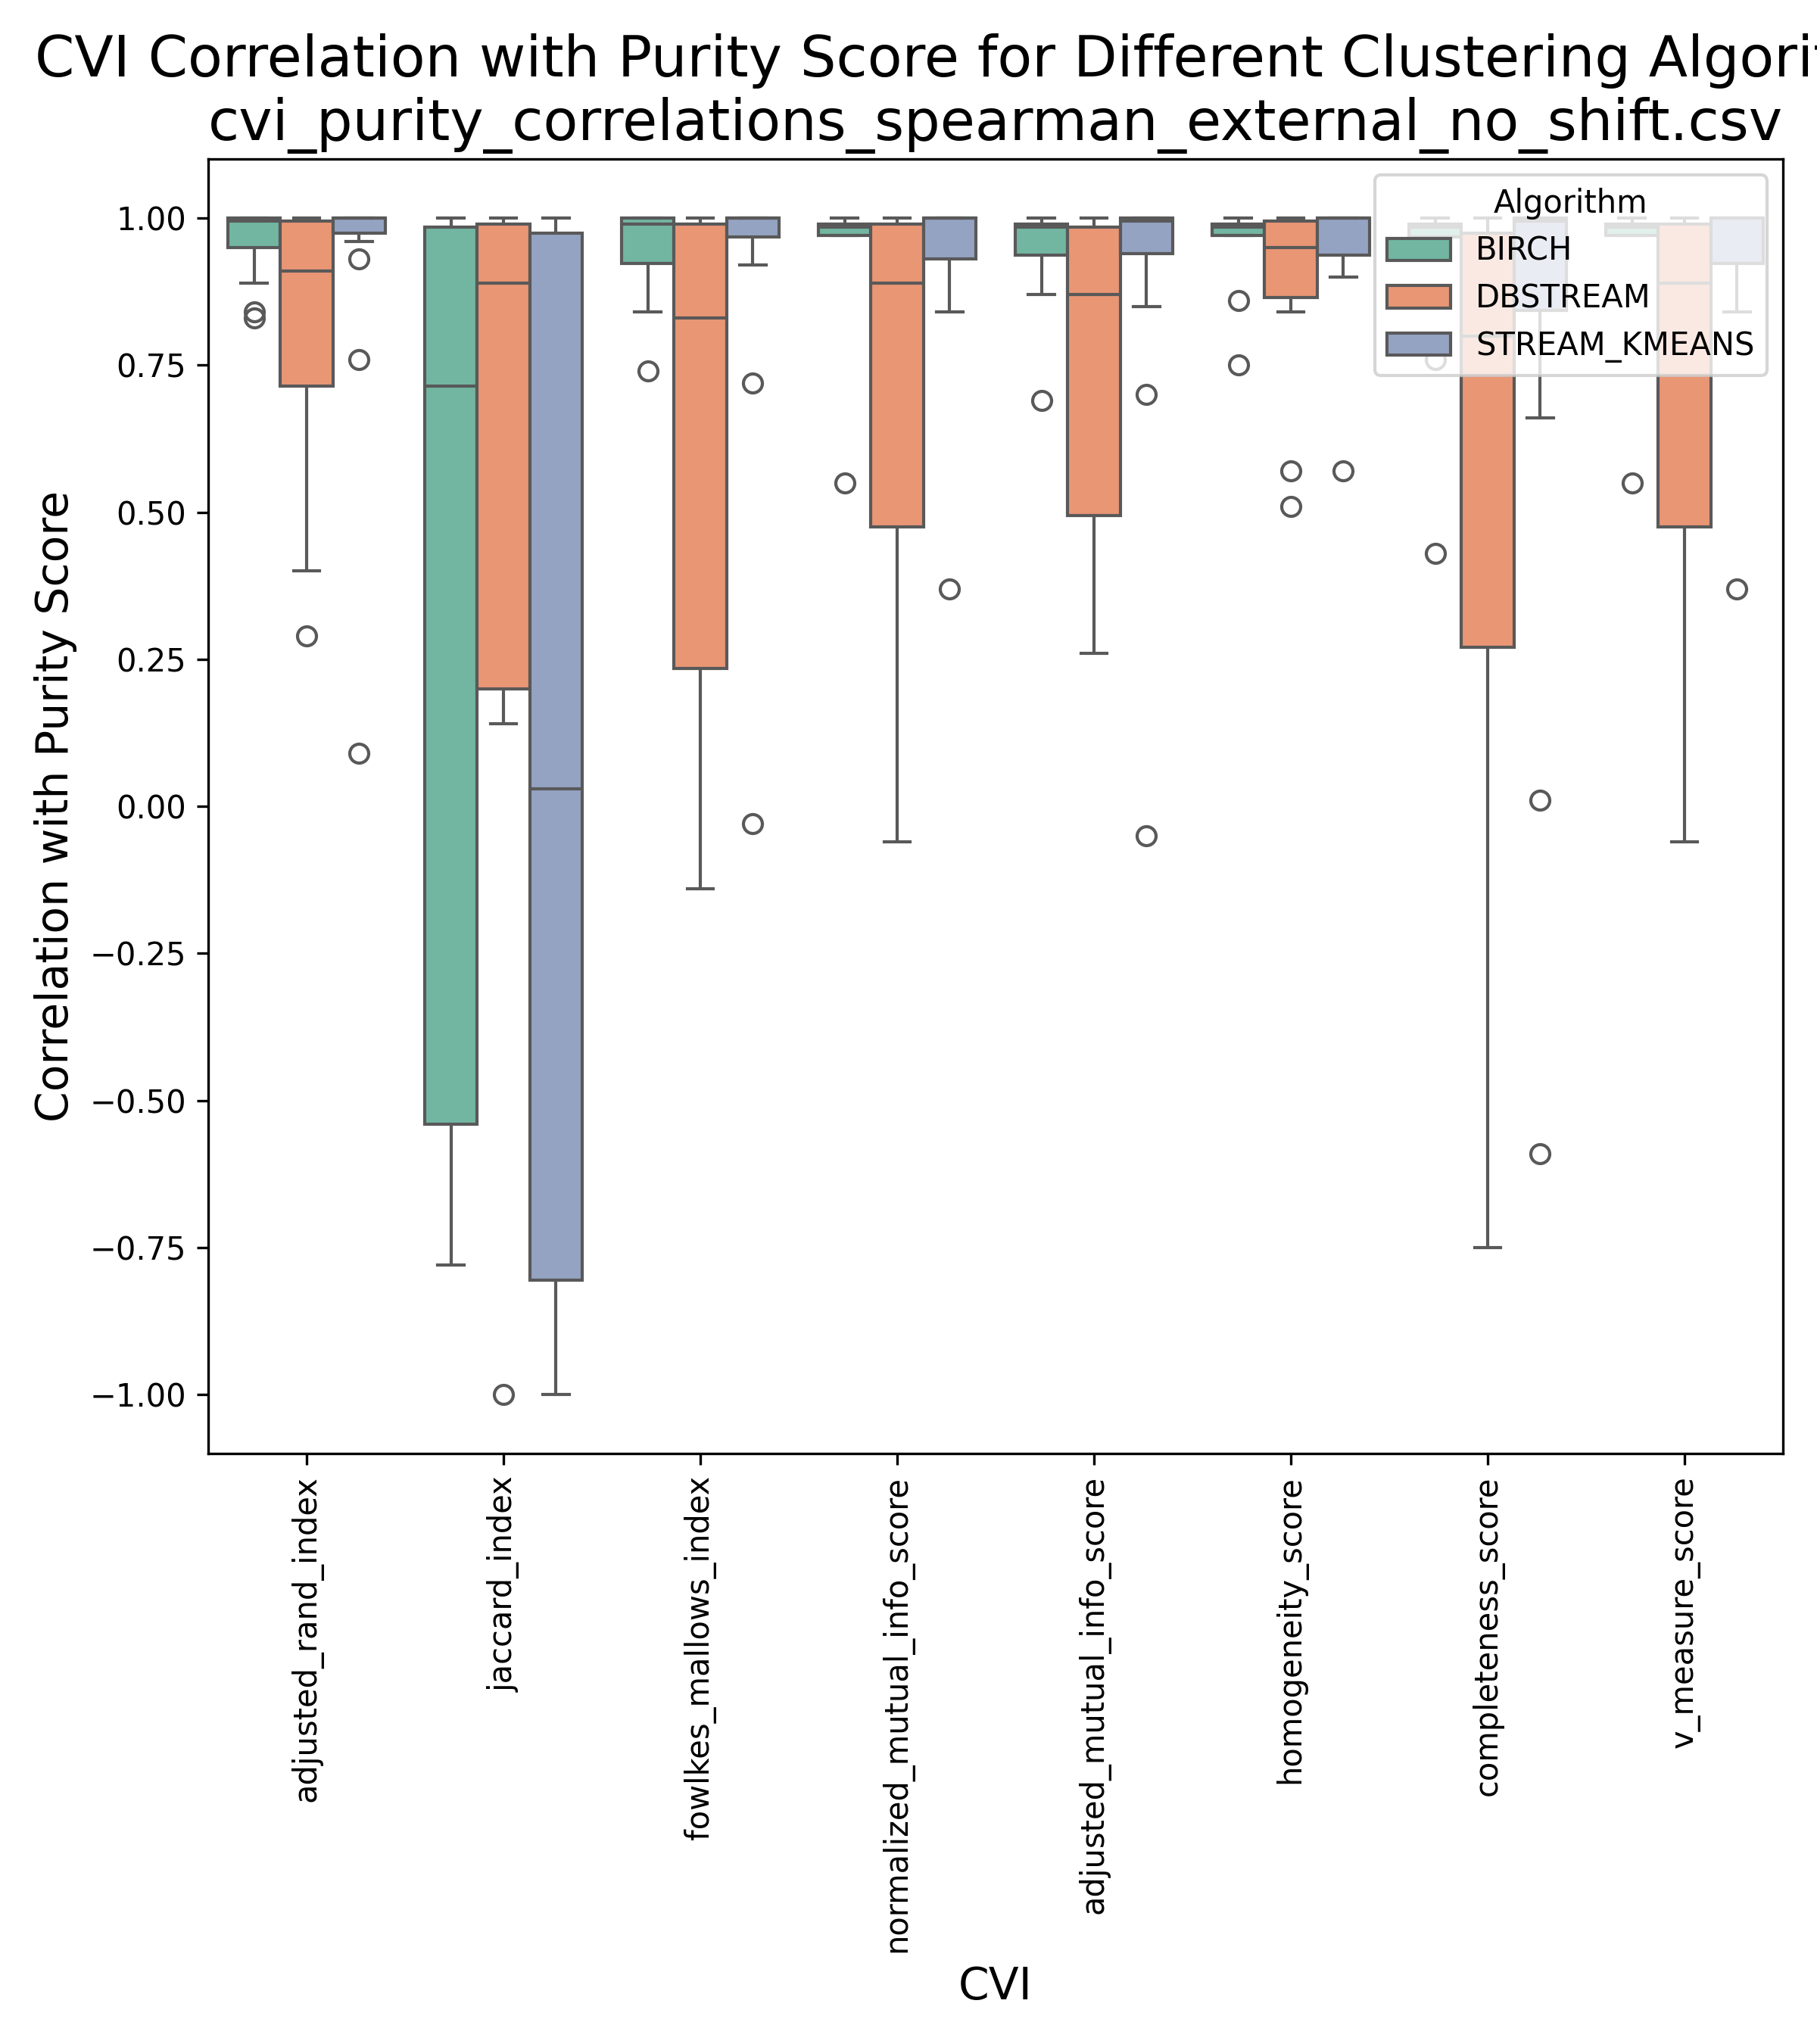 CVI Correlation with Purity Score for Different Clustering Algori
cvi_purity_correlations_spearman_external_no_shift.csv
Algorithm
BIRCH
DBSTREAM
STREAM_KMEANS
Correlation with Purity Score
1.00
0.75
0.50
0.25
0.00
−0.25
−0.50
−0.75
−1.00
adjusted_rand_index
jaccard_index
fowlkes_mallows_index
normalized_mutual_info_score
adjusted_mutual_info_score
homogeneity_score
completeness_score
v_measure_score
CVI